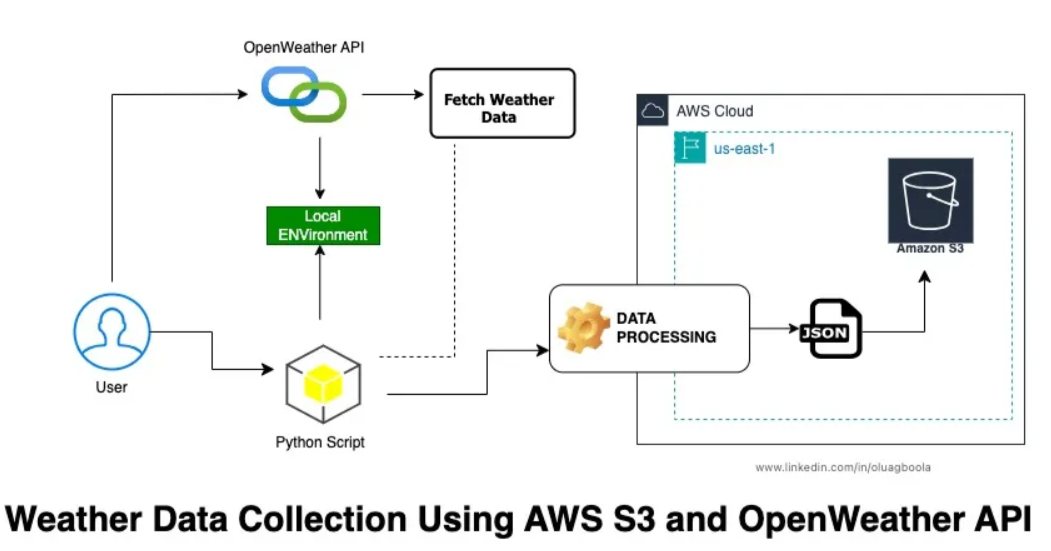 OpenWeather API
Fetch Weather
Data
AWS Cloud
us-east-1
Local
ENVironment
Amazon S3
DATA
PROCESSING
JSON
User
Python Script
www.linkedin.com/in/oluagboola
Weather Data Collection Using AWS S3 and OpenWeather API